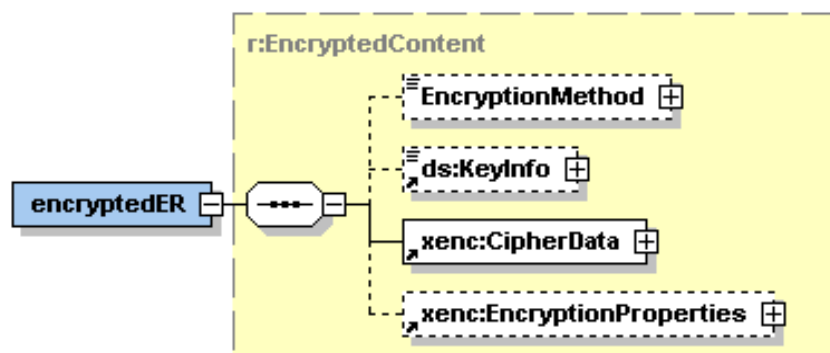 r:EncryptedContent
EncryptionMethod
ds:KeyInfo
encryptedER
xenc:CipherData
xenc:EncryptionProperties